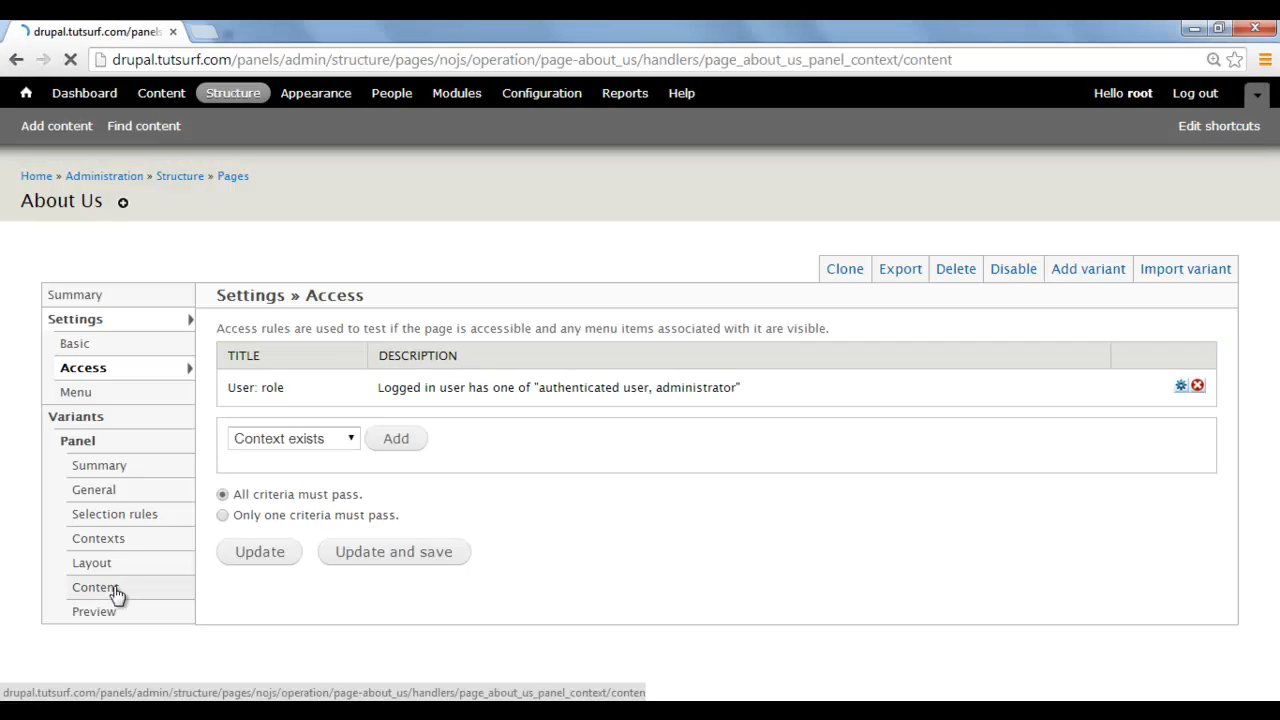 drupal.tutsurf.com/panels
drupal.tutsurf.com/panels/admin/structure/pages/nojs/operation/page-about_us/handlers/page_about_us_panel_context/content
Dashboard Content Structure Appearance People Modules Configuration Reports Help Hello root Log out
Add content Find content Edit shortcuts
Home » Administration » Structure » Pages
About Us
Clone Export Delete Disable Add variant Import variant
Summary
Settings
Basic
Access
Menu
Variants
Panel
Summary
General
Selection rules
Contexts
Layout
Content
Preview
Settings » Access
Access rules are used to test if the page is accessible and any menu items associated with it are visible.
TITLE DESCRIPTION
User: role Logged in user has one of "authenticated user, administrator"
Context exists Add
All criteria must pass.
Only one criteria must pass.
Update Update and save
drupal.tutsurf.com/panels/admin/structure/pages/nojs/operation/page-about_us/handlers/page_about_us_panel_context/conten